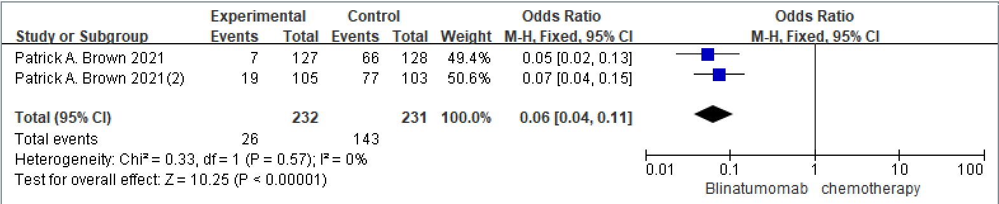 Experimental Control Odds Ratio Odds Ratio
Study or Subgroup Events Total Events Total Weight M-H, Fixed, 95% CI M-H, Fixed, 95% CI
Patrick A. Brown 2021 7 127 66 128 49.4% 0.05 [0.02, 0.13]
Patrick A. Brown 2021(2) 19 105 77 103 50.6% 0.07 [0.04, 0.15]
Total (95% CI) 232 231 100.0% 0.06 [0.04, 0.11]
Total events 26 143
Heterogeneity: Chi² = 0.33, df = 1 (P = 0.57); I² = 0%
Test for overall effect: Z = 10.25 (P < 0.00001)
0.01 0.1 1 10 100
Blinatumomab chemotherapy